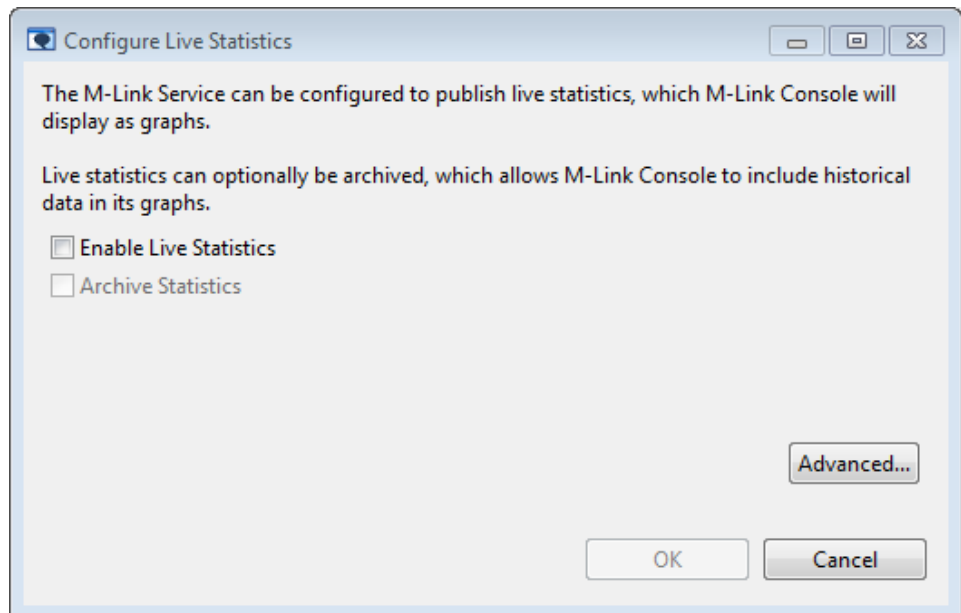 Configure Live Statistics
The M-Link Service can be configured to publish live statistics, which M-Link Console will
display as graphs.
Live statistics can optionally be archived, which allows M-Link Console to include historical
data in its graphs.
Enable Live Statistics
Archive Statistics
Advanced...
OK Cancel